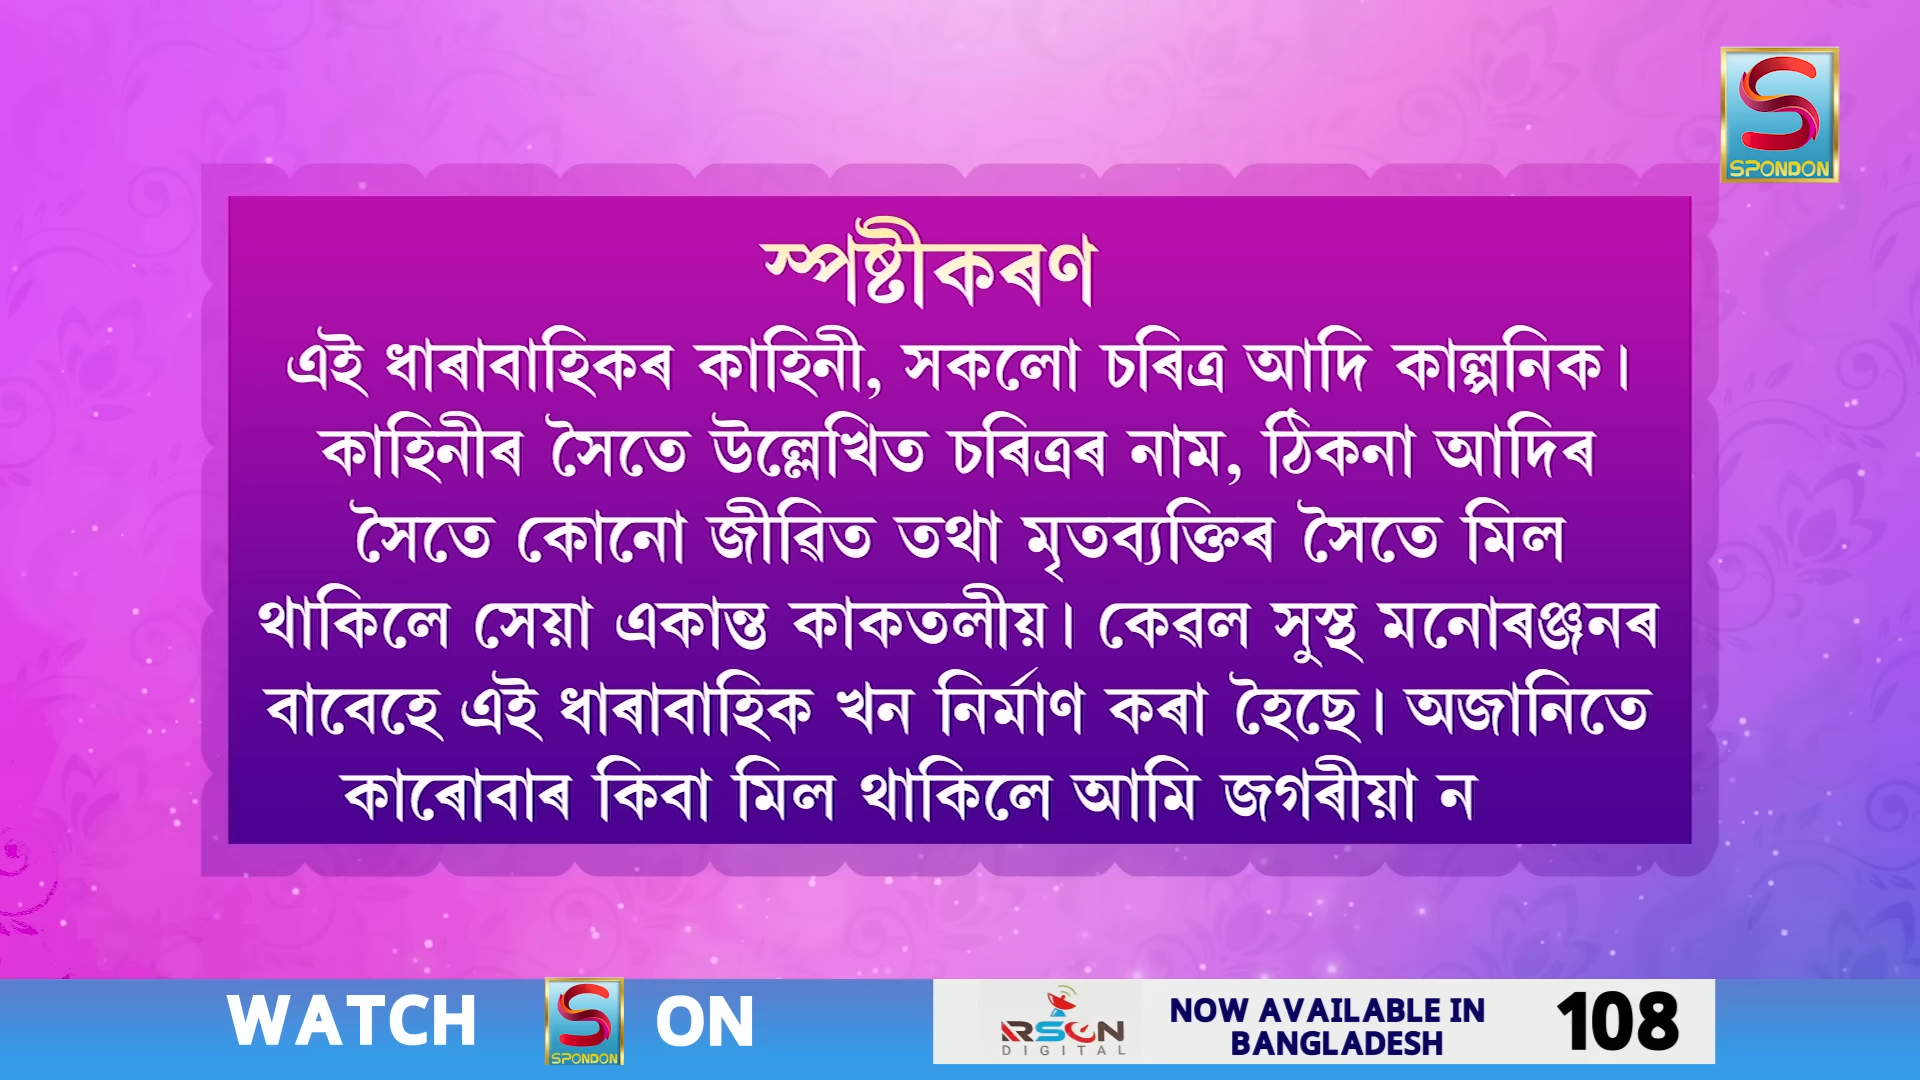 SPONDON
স্পষ্টীকৰণ
এই ধাৰাবাহিকৰ কাহিনী, সকলো চৰিত্ৰ আদি কাল্পনিক।
কাহিনীৰ সৈতে উল্লেখিত চৰিত্ৰৰ নাম, ঠিকনা আদিৰ
সৈতে কোনো জীৱিত তথা মৃতব্যক্তিৰ সৈতে মিল
থাকিলে সেয়া একান্ত কাকতলীয়। কেৱল সুস্থ মনোৰঞ্জনৰ
বাবেহে এই ধাৰাবাহিক খন নিৰ্মাণ কৰা হৈছে। অজানিতে
কাৰোবাৰ কিবা মিল থাকিলে আমি জগৰীয়া ন
WATCH SPONDON ON
DIGITAL
NOW AVAILABLE IN
BANGLADESH
108